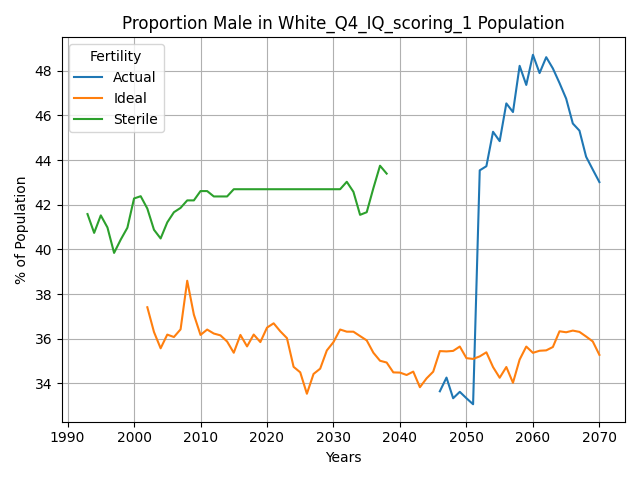 Proportion Male in White_Q4_IQ_scoring_1 Population
Fertility
Actual
Ideal
Sterile
% of Population
48
46
44
42
40
38
36
34
1990
2000
2010
2020
2030
2040
2050
2060
2070
Years